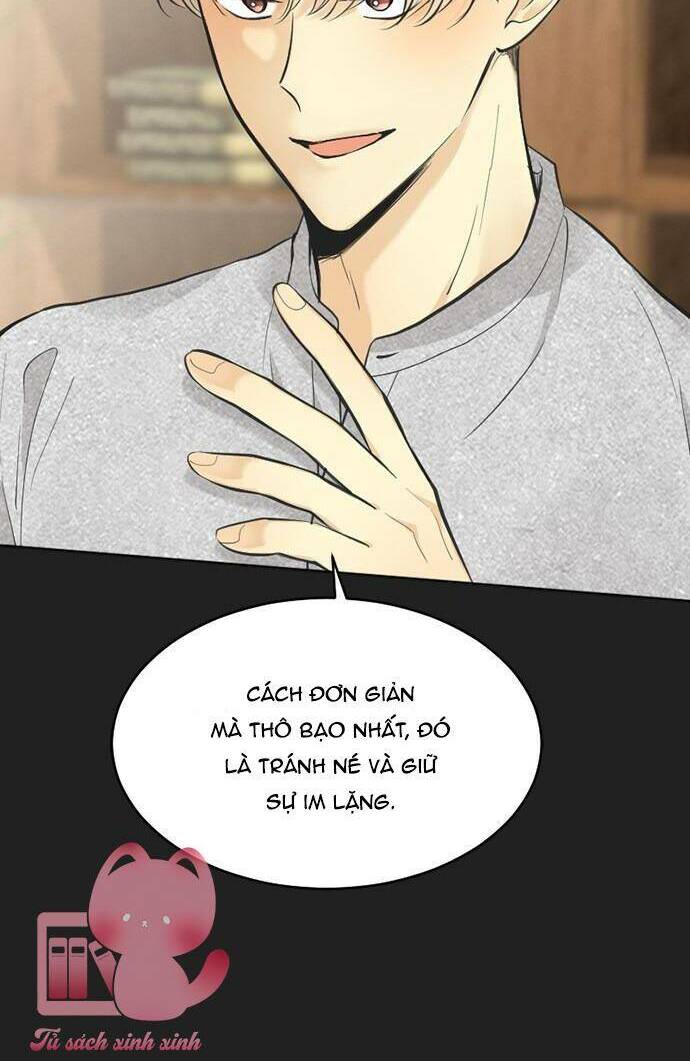 CÁCH ĐƠN GIẢN
MÀ THÔ BẠO NHẤT, ĐÓ
LÀ TRÁNH NÉ VÀ GIỮ
SỰ IM LẶNG.
Tủ sách xinh xinh